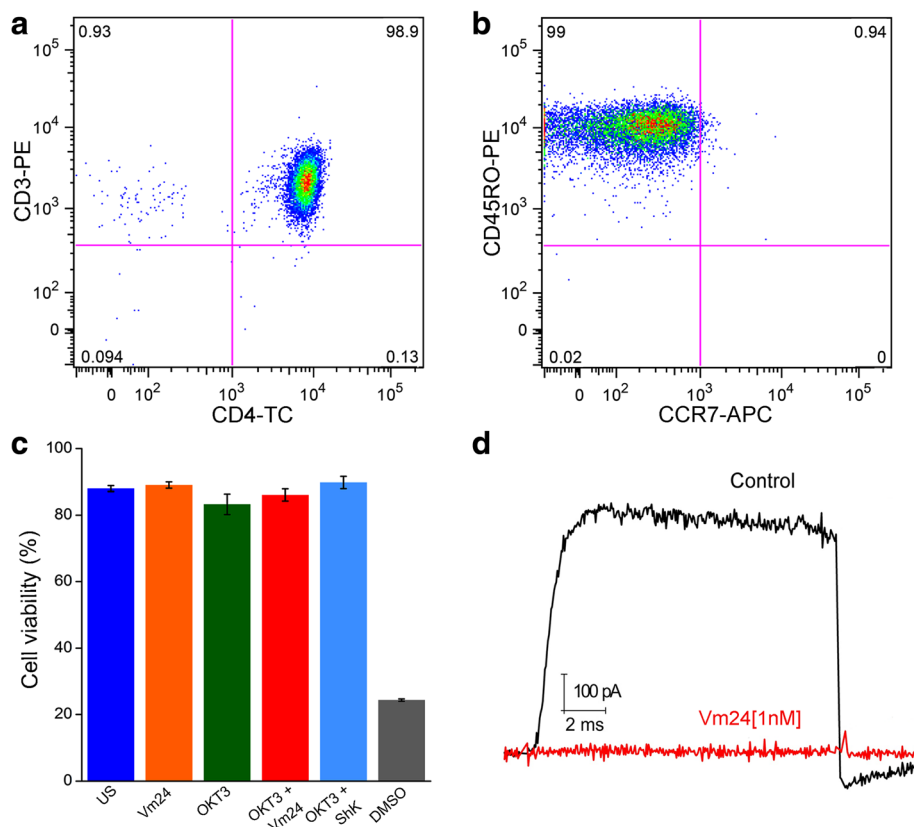 a
0.93
98.9
10^5
10^4
10^3
10^2
0
CD3-PE
0.094
0.13
0
10^2
10^3
10^4
10^5
CD4-TC
b
99
0.94
10^5
10^4
10^3
10^2
0
CD45RO-PE
0.02
0
0
10^2
10^3
10^4
10^5
CCR7-APC
c
100
80
60
40
20
0
Cell viability (%)
US
Vm24
OKT3
OKT3 +
Vm24
OKT3 +
ShK
DMSO
d
Control
100 pA
2 ms
Vm24[1nM]